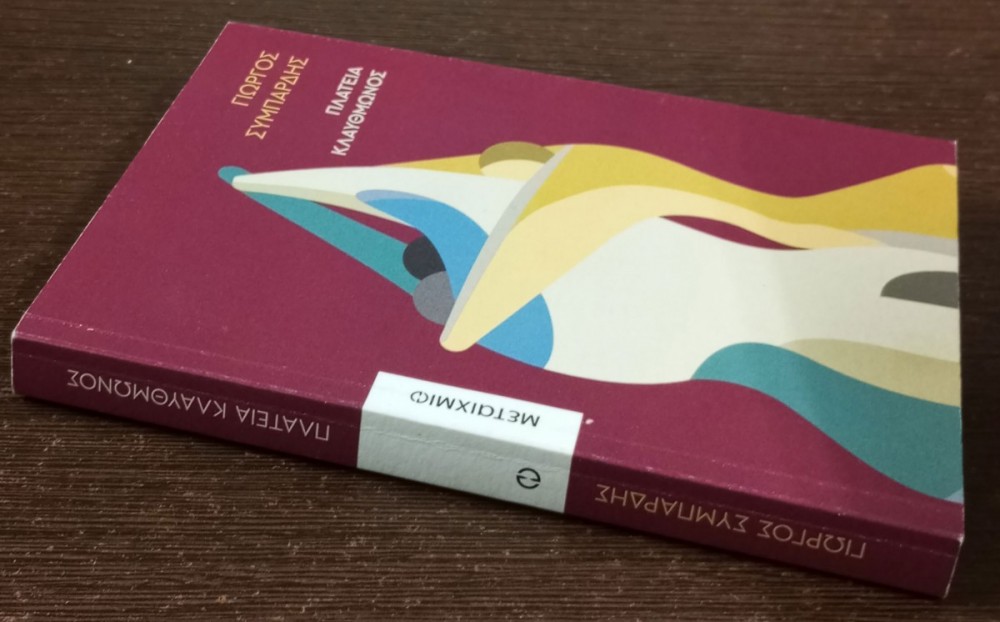 ΓΙΩΡΓΟΣ
ΣΥΜΠΑΡΔΗΣ
ΠΛΑΤΕΙΑ
ΚΛΑΥΘΜΩΝΟΣ
ΜΕΤΑΙΧΜΙΟ
ΓΙΩΡΓΟΣ ΣΥΜΠΑΡΔΗΣ
ΠΛΑΤΕΙΑ ΚΛΑΥΘΜΩΝΟΣ